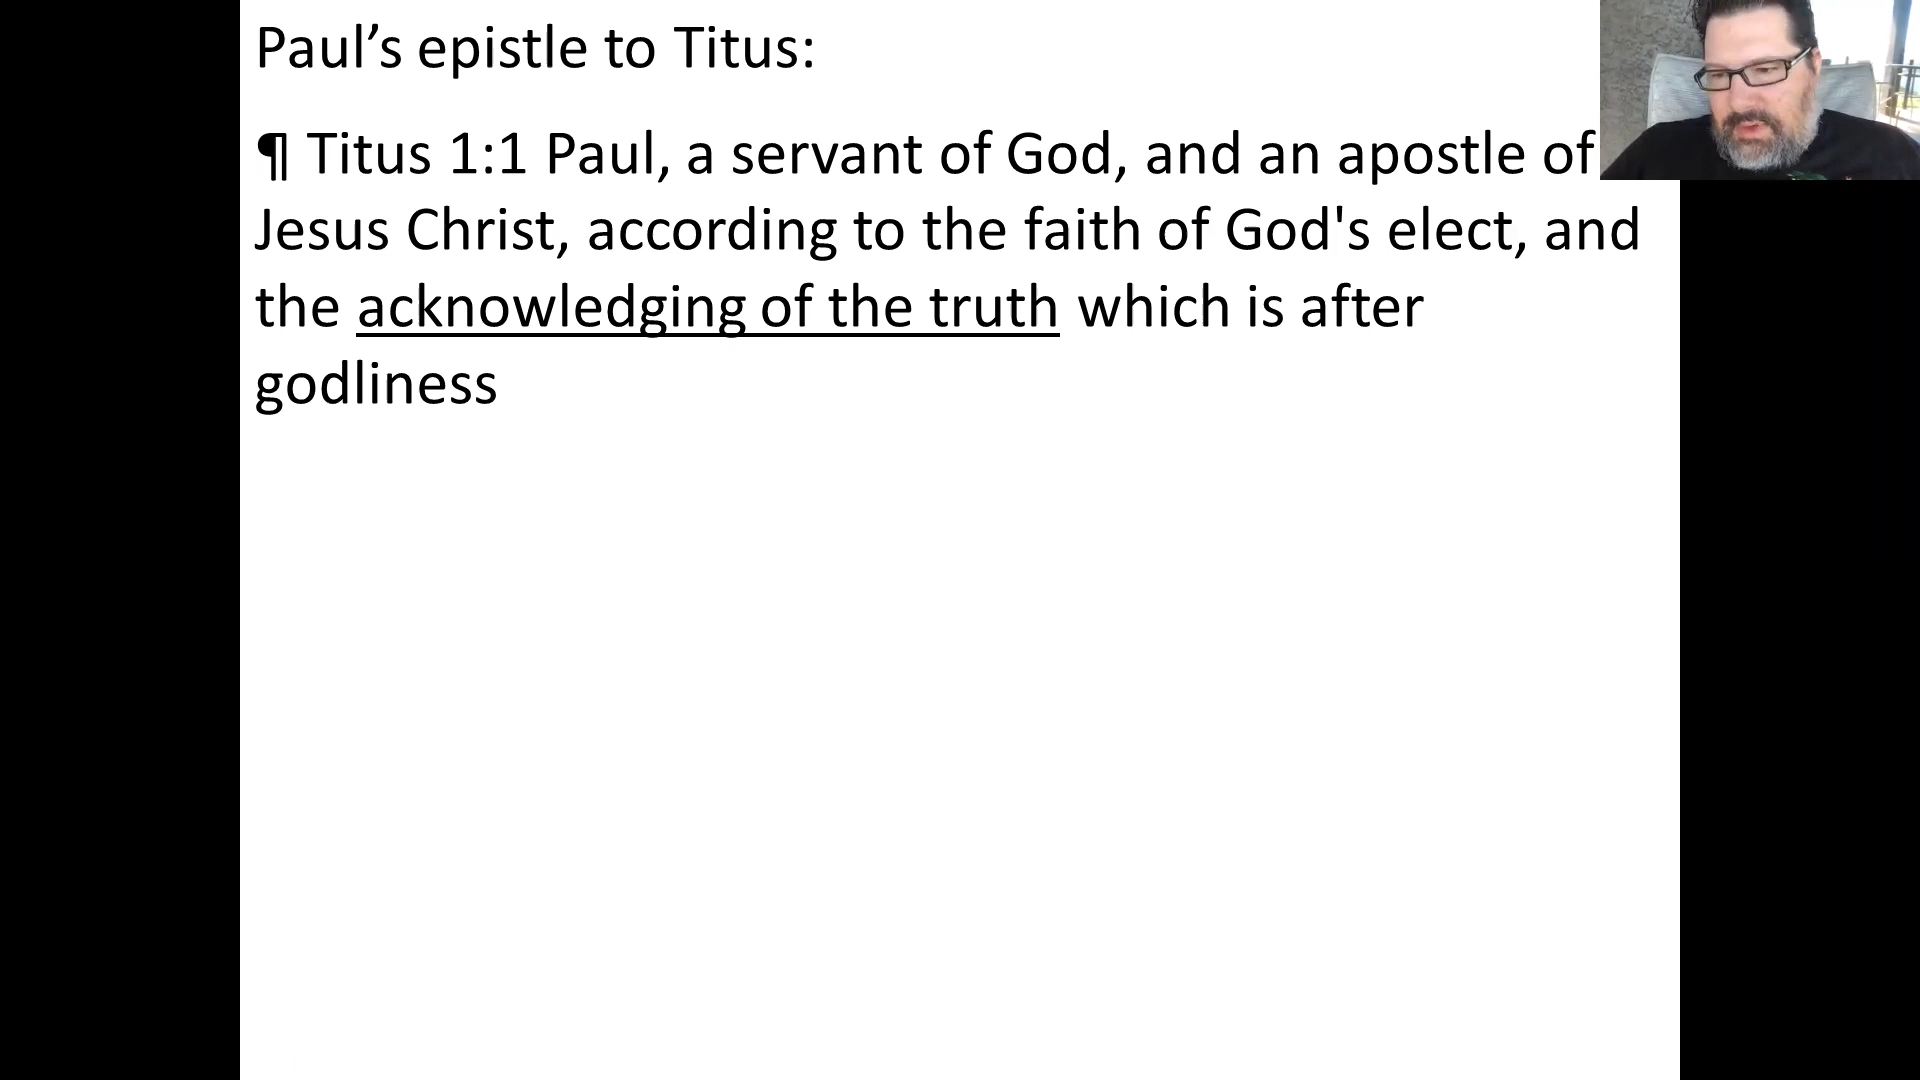 Paul’s epistle to Titus:
¶ Titus 1:1 Paul, a servant of God, and an apostle of
Jesus Christ, according to the faith of God's elect, and
the acknowledging of the truth which is after
godliness